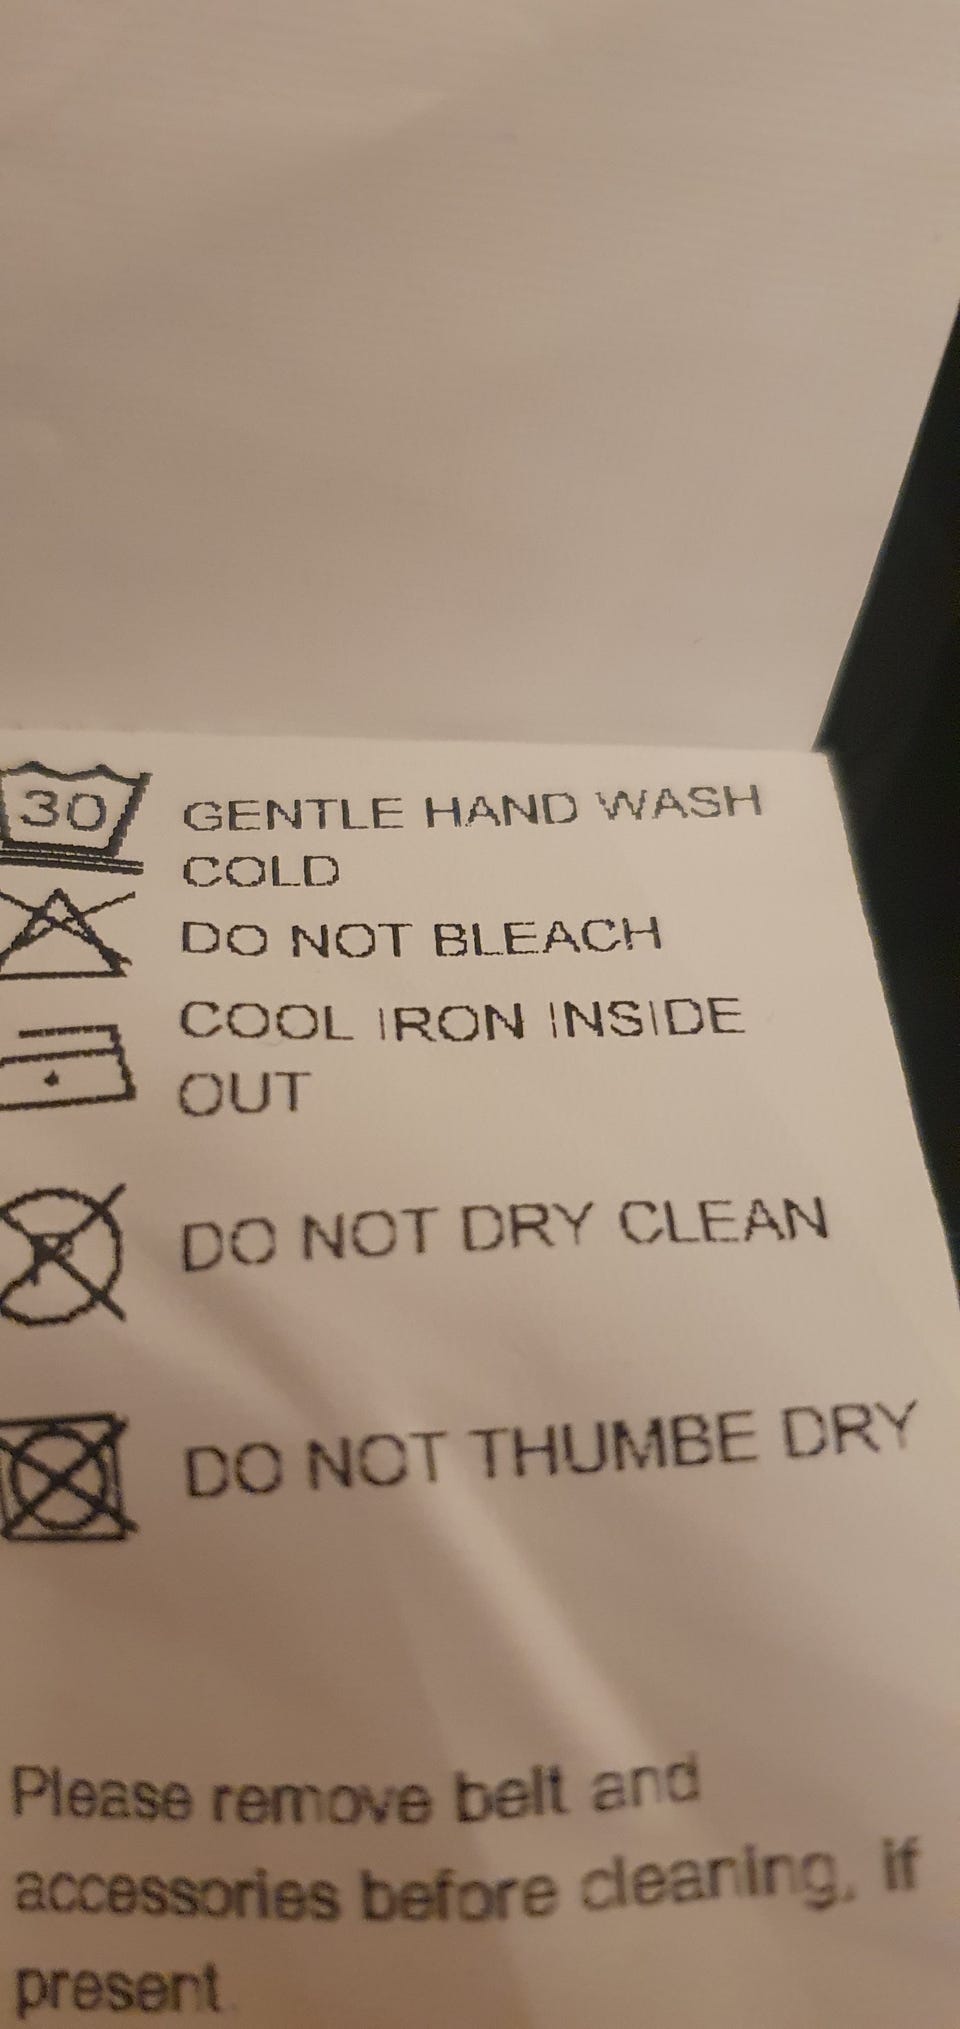 30 GENTLE HAND WASH
COLD
DO NOT BLEACH
COOL IRON INSIDE
OUT
DO NOT DRY CLEAN
DO NOT THUMBE DRY
Please remove belt and
accessories before cleaning, if
present